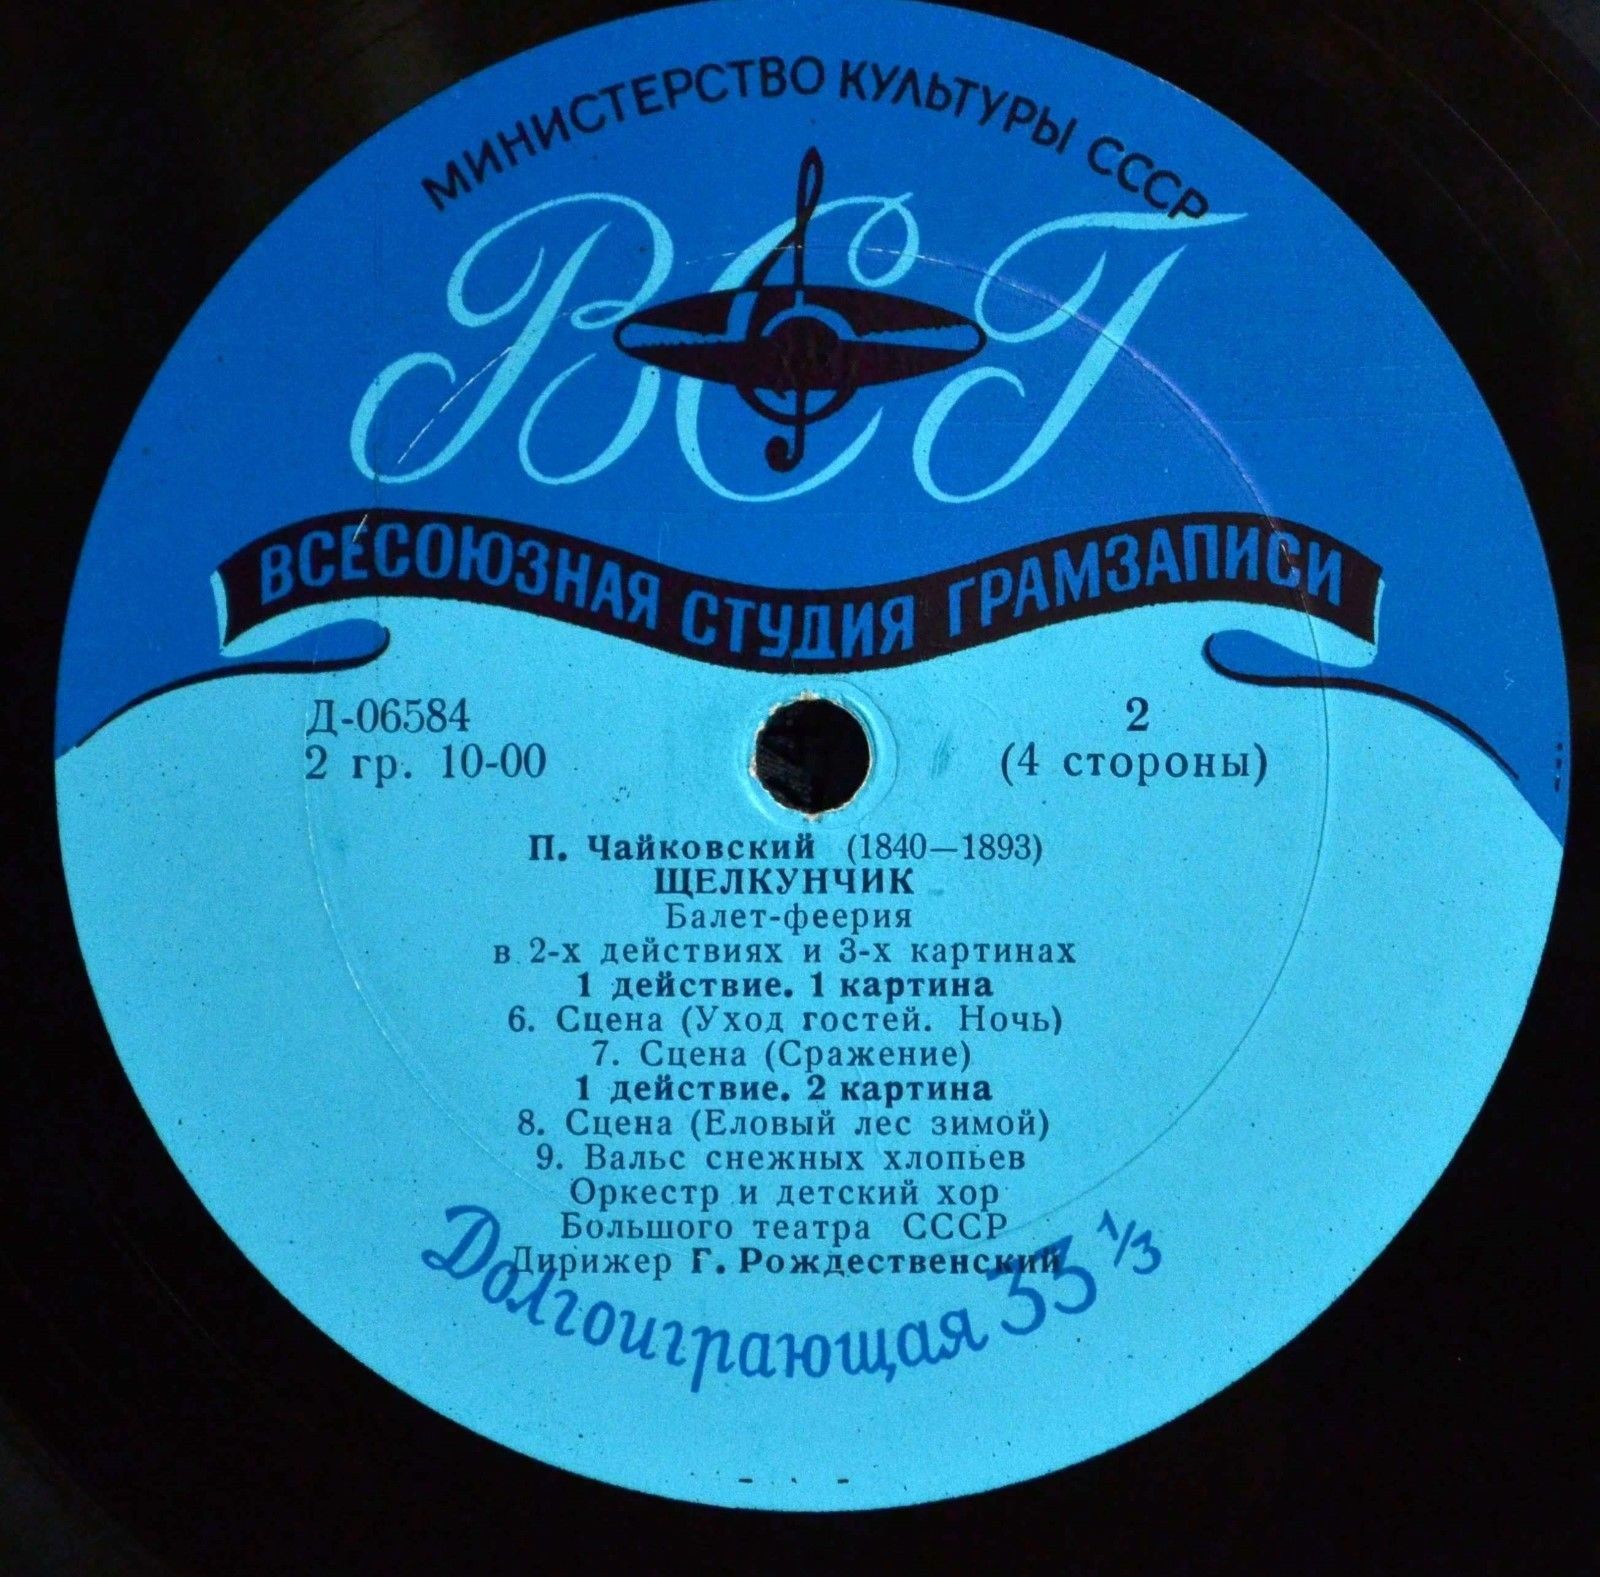 МИНИСТЕРСТВО КУЛЬТУРЫ СССР
ВСГ
ВСЕСОЮЗНАЯ СТУДИЯ ГРАМЗАПИСИ
Д-06584
2 гр. 10-00
2
(4 стороны)
П. Чайковский (1840—1893)
ЩЕЛКУНЧИК
Балет-феерия
в 2-х действиях и 3-х картинах
1 действие. 1 картина
6. Сцена (Уход гостей. Ночь)
7. Сцена (Сражение)
1 действие. 2 картина
8. Сцена (Еловый лес зимой)
9. Вальс снежных хлопьев
Оркестр и детский хор
Большого театра СССР
Дирижер Г. Рождественский
Долгоиграющая 33 1/3